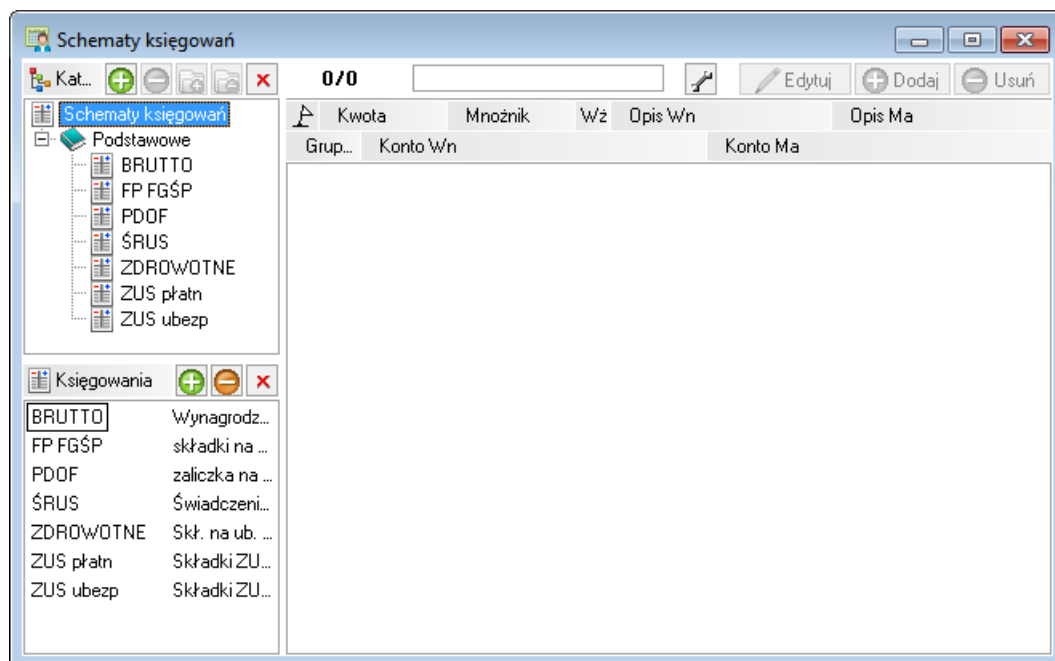 Schematy księgowań
Kat...
0/0
Edytuj
Dodaj
Usuń
Schematy księgowań
Podstawowe
BRUTTO
FP FGŚP
PDOF
ŚRUS
ZDROWOTNE
ZUS płatn
ZUS ubezp
Kwota Mnożnik Wż Opis Wn Opis Ma
Grup... Konto Wn Konto Ma
Księgowania
BRUTTO Wynagrodz...
FP FGŚP składki na ...
PDOF zaliczka na ...
ŚRUS Świadczeni...
ZDROWOTNE Skł. na ub. ...
ZUS płatn Składki ZU...
ZUS ubezp Składki ZU...